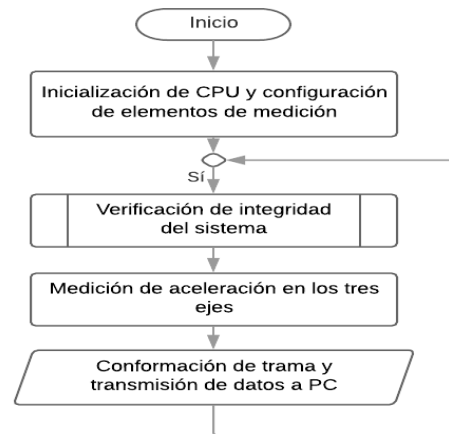 Inicio
Inicialización de CPU y configuración
de elementos de medición
Sí
Verificación de integridad
del sistema
Medición de aceleración en los tres
ejes
Conformación de trama y
transmisión de datos a PC